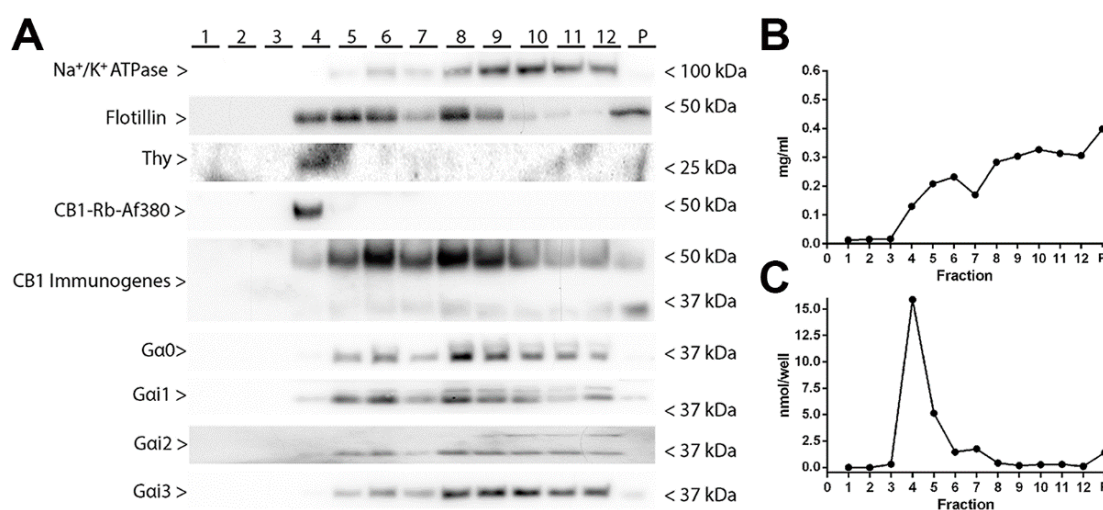 A
1 2 3 4 5 6 7 8 9 10 11 12 P
Na⁺/K⁺ ATPase > < 100 kDa
Flotillin > < 50 kDa
Thy > < 25 kDa
CB1-Rb-Af380 > < 50 kDa
CB1 Immunogenes > < 50 kDa
< 37 kDa
Gα0> < 37 kDa
Gαi1 > < 37 kDa
Gαi2 > < 37 kDa
Gαi3 > < 37 kDa
B
mg/ml
0.6
0.5
0.4
0.3
0.2
0.1
0.0
0 1 2 3 4 5 6 7 8 9 10 11 12 P
Fraction
C
nmol/well
15.0
12.5
10.0
7.5
5.0
2.5
0.0
0 1 2 3 4 5 6 7 8 9 10 11 12 P
Fraction